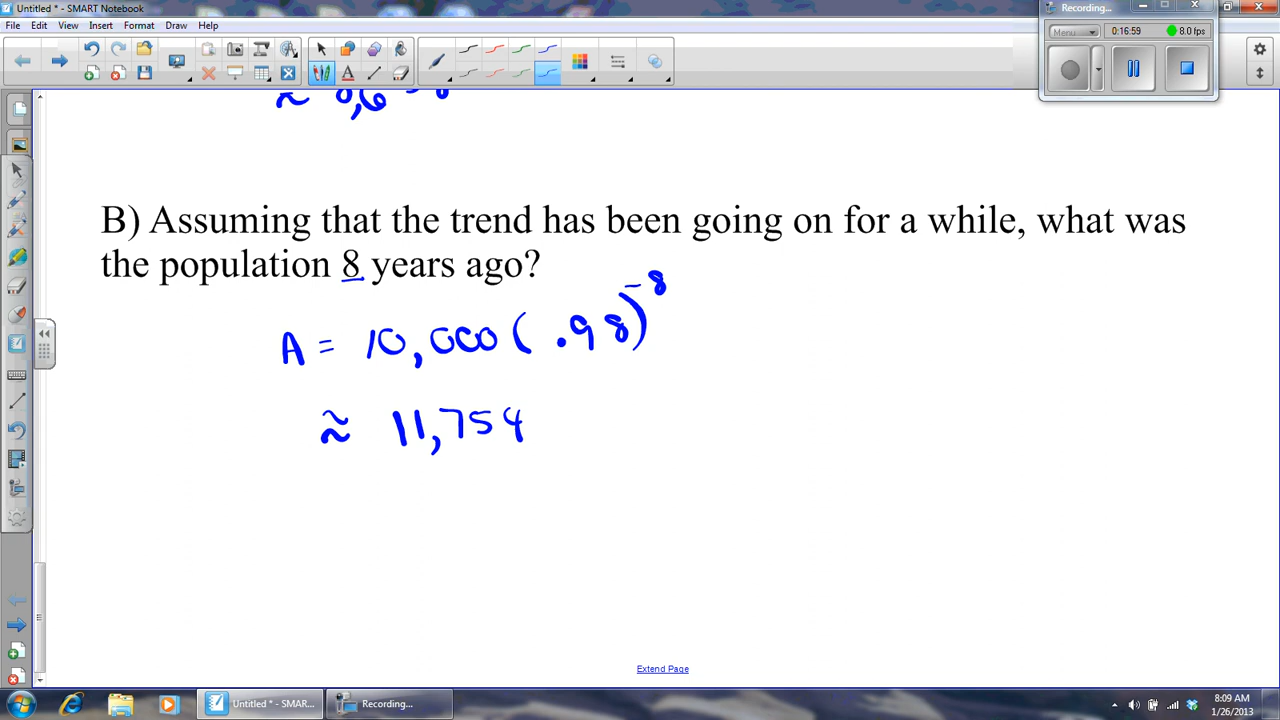 Untitled * - SMART Notebook
File Edit View Insert Format Draw Help
Recording...
Menu
0:16:59
8.0 fps
B) Assuming that the trend has been going on for a while, what was
the population 8 years ago?
A = 10,000 ( .98)^-8
≈ 11,754
Extend Page
Untitled * - SMAR...
Recording...
8:09 AM
1/26/2013